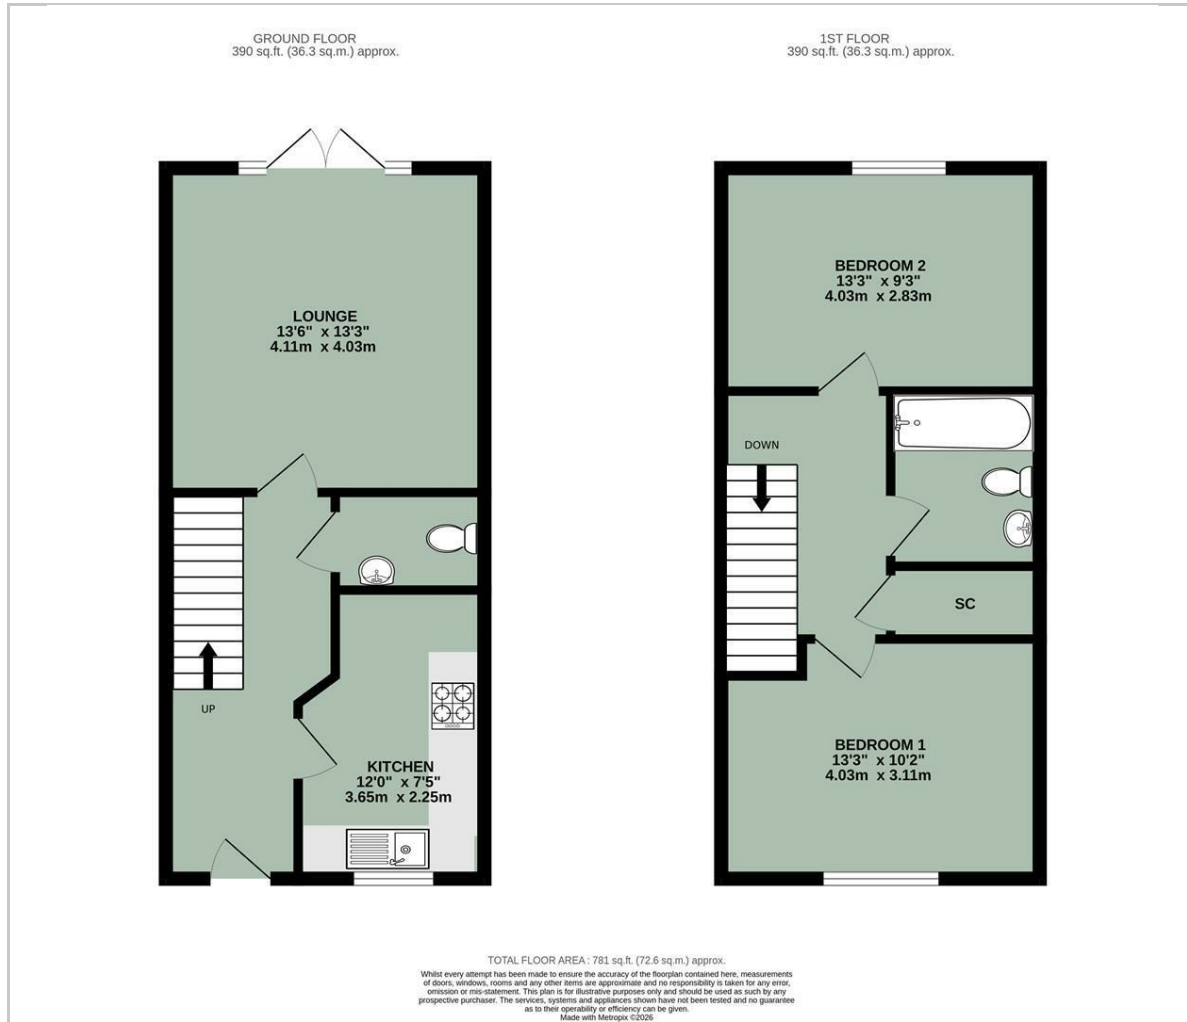 GROUND FLOOR
390 sq.ft. (36.3 sq.m.) approx.
1ST FLOOR
390 sq.ft. (36.3 sq.m.) approx.
LOUNGE
13'6" x 13'3"
4.11m x 4.03m
UP
KITCHEN
12'0" x 7'5"
3.65m x 2.25m
BEDROOM 2
13'3" x 9'3"
4.03m x 2.83m
DOWN
SC
BEDROOM 1
13'3" x 10'2"
4.03m x 3.11m
TOTAL FLOOR AREA : 781 sq.ft. (72.6 sq.m.) approx.
Whilst every attempt has been made to ensure the accuracy of the floorplan contained here, measurements
of doors, windows, rooms and any other items are approximate and no responsibility is taken for any error,
omission or mis-statement. This plan is for illustrative purposes only and should be used as such by any
prospective purchaser. The services, systems and appliances shown have not been tested and no guarantee
as to their operability or efficiency can be given.
Made with Metropix ©2026